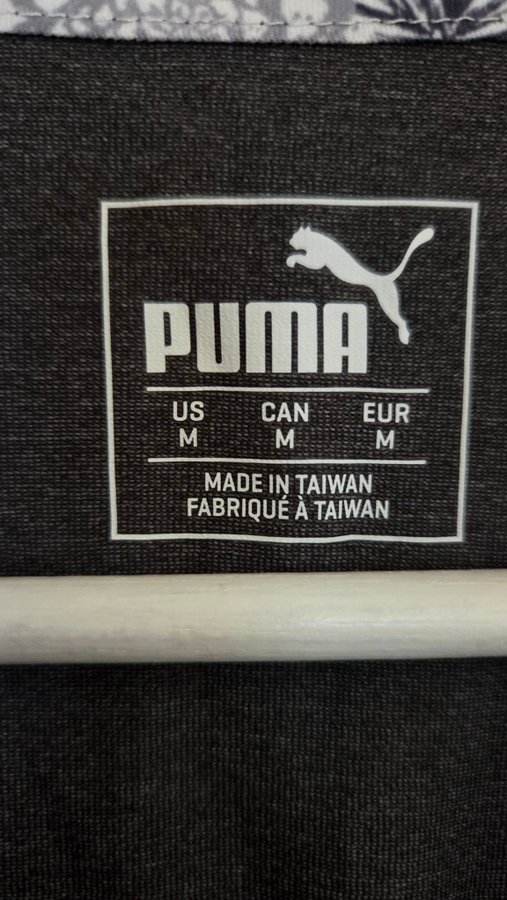 PUMA
US CAN EUR
M M M
MADE IN TAIWAN
FABRIQUÉ À TAIWAN